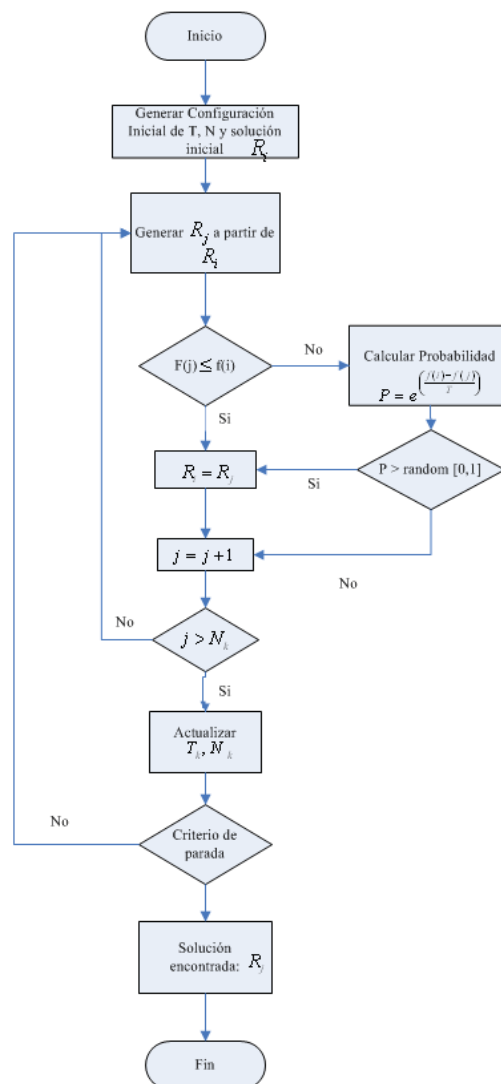 Inicio
Generar Configuración
Inicial de T, N y solución
inicial R_i
Generar R_j a partir de
R_i
F(j) ≤ f(i)
No
Si
Calcular Probabilidad
P = e^((f(i)-f(j))/T)
P > random [0,1]
Si
No
R_i = R_j
j = j+1
j > N_k
No
Si
Actualizar
T_k, N_k
Criterio de
parada
No
Solución
encontrada:
Fin